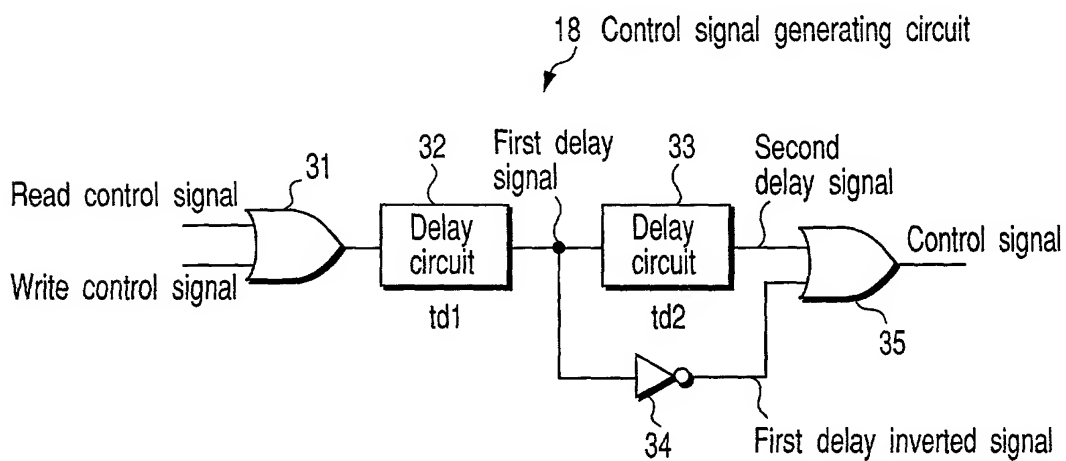 18 Control signal generating circuit
31
32
First delay
signal
33
Second
delay signal
Read control signal
Write control signal
Delay
circuit
td1
Delay
circuit
td2
Control signal
35
34
First delay inverted signal